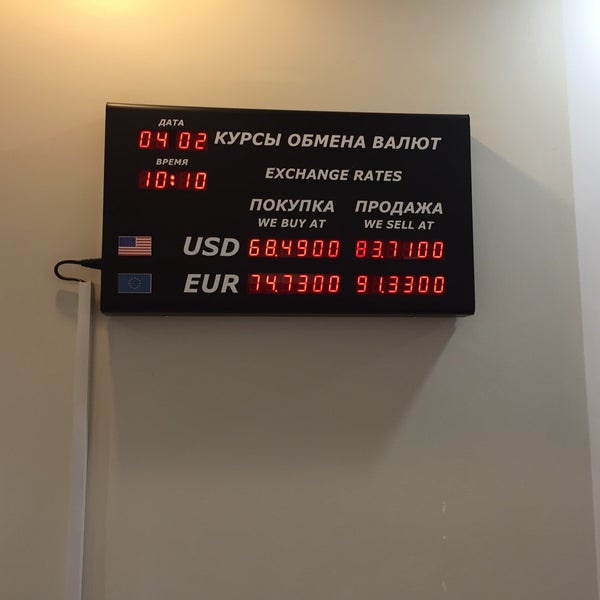 ДАТА
04 02 КУРСЫ ОБМЕНА ВАЛЮТ
ВРЕМЯ
10:10 EXCHANGE RATES
ПОКУПКА ПРОДАЖА
WE BUY AT WE SELL AT
USD 68.4900 83.7100
EUR 74.7300 91.3300